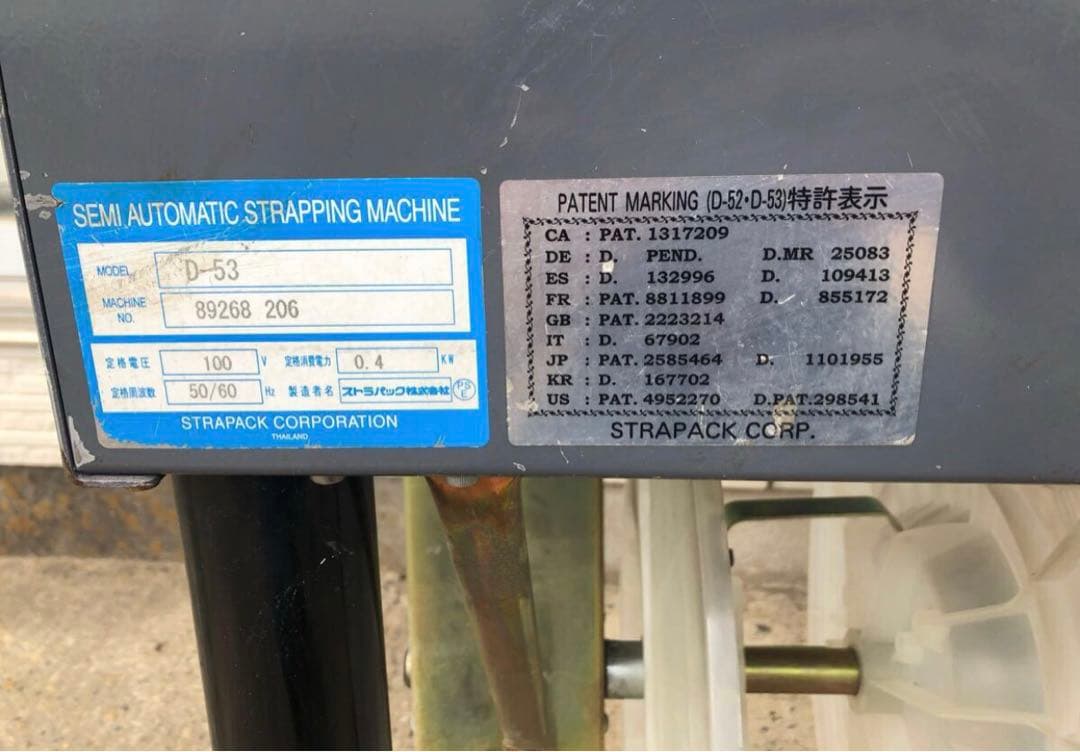 SEMI AUTOMATIC STRAPPING MACHINE
MODEL D-53
MACHINE NO. 89268 206
定格電圧 100 V 定格消費電力 0.4 KW
定格周波数 50/60 Hz 製造者名 ストラパック株式会社 PS E
STRAPACK CORPORATION
THAILAND
PATENT MARKING (D-52・D-53)特許表示
CA : PAT. 1317209
DE : D. PEND. D.MR 25083
ES : D. 132996 D. 109413
FR : PAT. 8811899 D. 855172
GB : PAT. 2223214
IT : D. 67902
JP : PAT. 2585464 D. 1101955
KR : D. 167702
US : PAT. 4952270 D.PAT.298541
STRAPACK CORP.